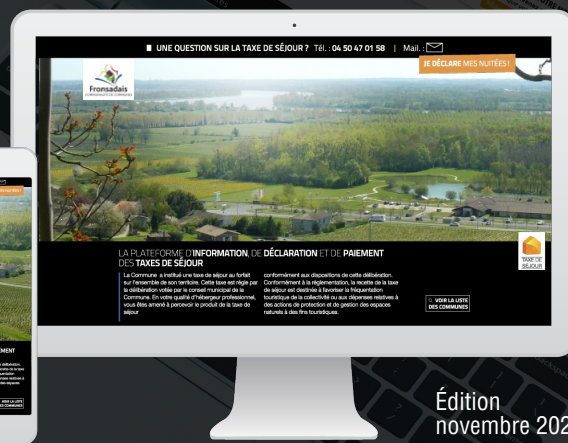 UNE QUESTION SUR LA TAXE DE SÉJOUR ? Tél. : 04 50 47 01 58 | Mail. :
JE DÉCLARE MES NUITÉES !
Fronsadais
COMMUNAUTÉ DE COMMUNES
LA PLATEFORME D'INFORMATION, DE DÉCLARATION ET DE PAIEMENT
DES TAXES DE SÉJOUR
La Commune a institué une taxe de séjour au forfait
sur l'ensemble de son territoire. Cette taxe est régie par
la délibération votée par le conseil municipal de la
Commune. En votre qualité d'hébergeur professionnel,
vous êtes amené à percevoir le produit de la taxe de
séjour
conformément aux dispositions de cette délibération.
Conformément à la réglementation, la recette de la taxe
de séjour est destinée à favoriser la fréquentation
touristique de la collectivité ou aux dépenses relatives à
des actions de protection et de gestion des espaces
naturels à des fins touristiques.
TAXE DE
SÉJOUR
VOIR LA LISTE
DES COMMUNES
Édition
novembre 202